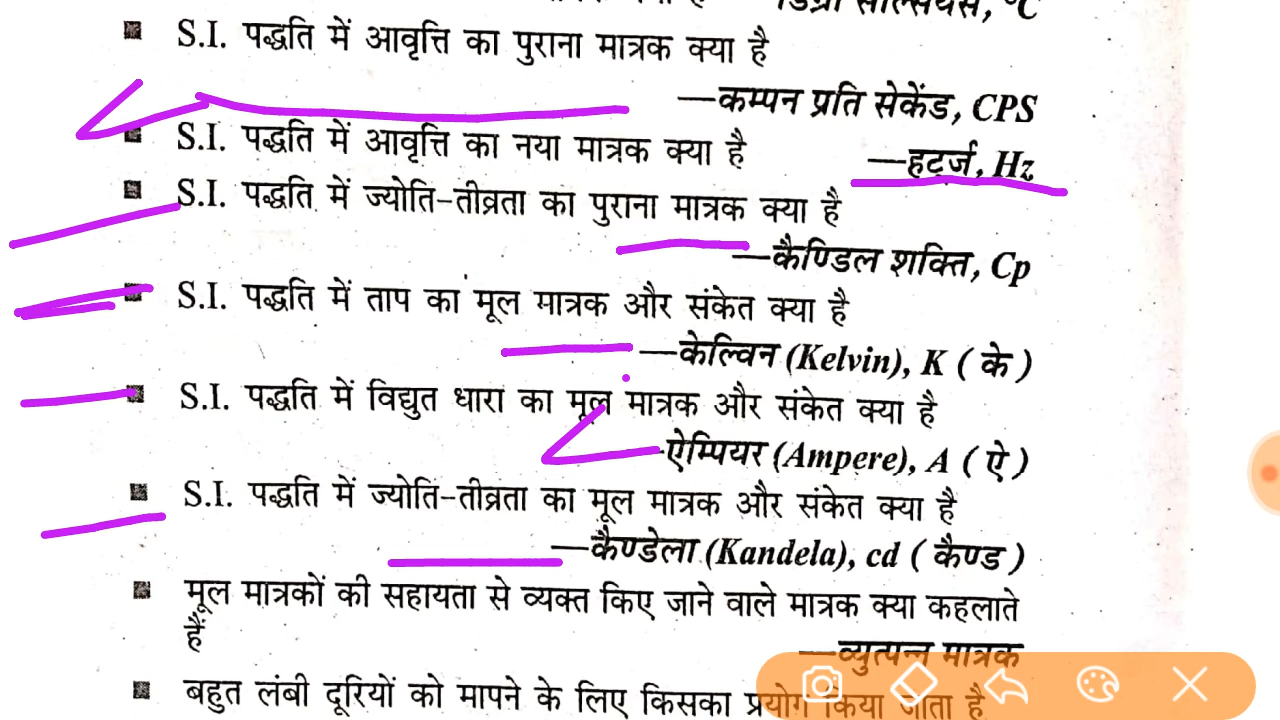 डिग्री सेल्सियस, °C
■ S.I. पद्धति में आवृत्ति का पुराना मात्रक क्या है
—कम्पन प्रति सेकेंड, CPS
■ S.I. पद्धति में आवृत्ति का नया मात्रक क्या है —हर्ट्ज, Hz
■ S.I. पद्धति में ज्योति-तीव्रता का पुराना मात्रक क्या है
—कैण्डिल शक्ति, Cp
■ S.I. पद्धति में ताप का मूल मात्रक और संकेत क्या है
—केल्विन (Kelvin), K ( के )
■ S.I. पद्धति में विद्युत धारा का मूल मात्रक और संकेत क्या है
ऐम्पियर (Ampere), A ( ऐ )
■ S.I. पद्धति में ज्योति-तीव्रता का मूल मात्रक और संकेत क्या है
—कैण्डेला (Kandela), cd ( कैण्ड )
■ मूल मात्रकों की सहायता से व्यक्त किए जाने वाले मात्रक क्या कहलाते
हैं
—व्युत्पन्न मात्रक
■ बहुत लंबी दूरियों को मापने के लिए किसका प्रयोग किया जाता है